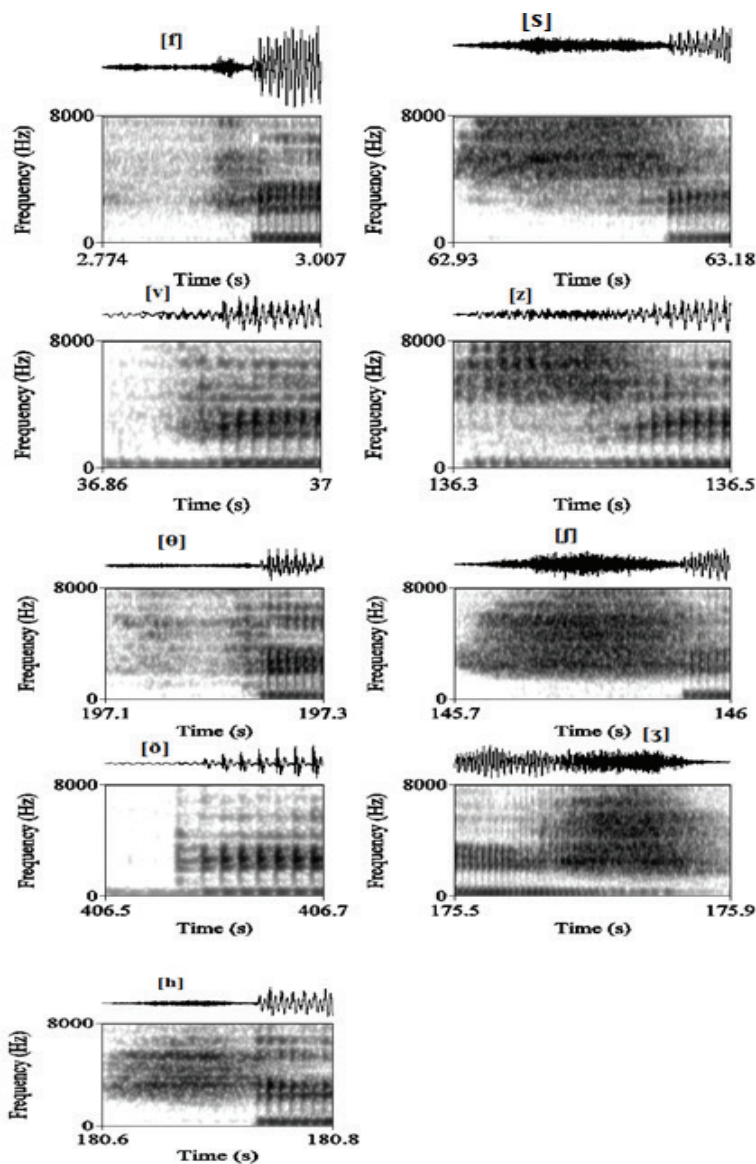 [f]
8000
Frequency (Hz)
0
2.774
3.007
Time (s)
[s]
8000
Frequency (Hz)
0
62.93
63.18
Time (s)
[v]
8000
Frequency (Hz)
0
36.86
37
Time (s)
[z]
8000
Frequency (Hz)
0
136.3
136.5
Time (s)
[θ]
8000
Frequency (Hz)
0
197.1
197.3
Time (s)
[ʃ]
8000
Frequency (Hz)
0
145.7
146
Time (s)
[ð]
8000
Frequency (Hz)
0
406.5
406.7
Time (s)
[ʒ]
8000
Frequency (Hz)
0
175.5
175.9
Time (s)
[h]
8000
Frequency (Hz)
0
180.6
180.8
Time (s)